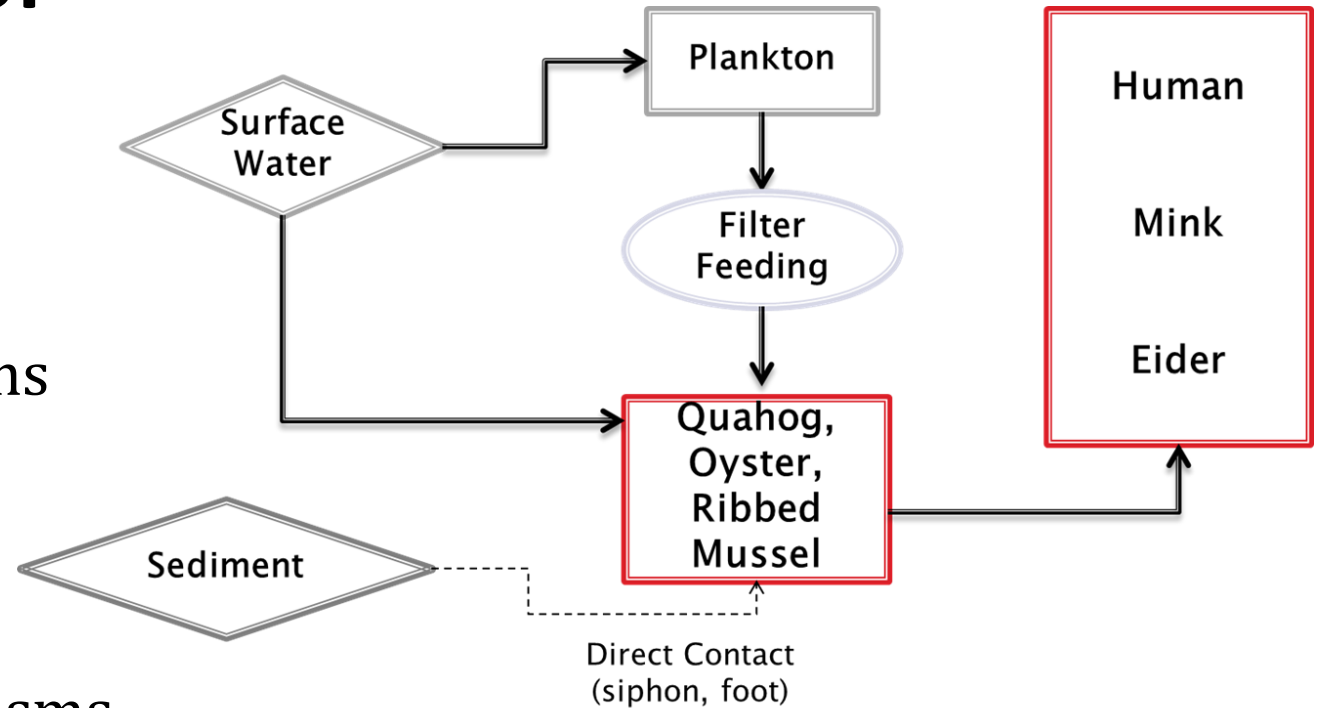 Plankton
Surface
Water
Filter
Feeding
Human
Mink
Eider
Quahog,
Oyster,
Ribbed
Mussel
Sediment
Direct Contact
(siphon, foot)